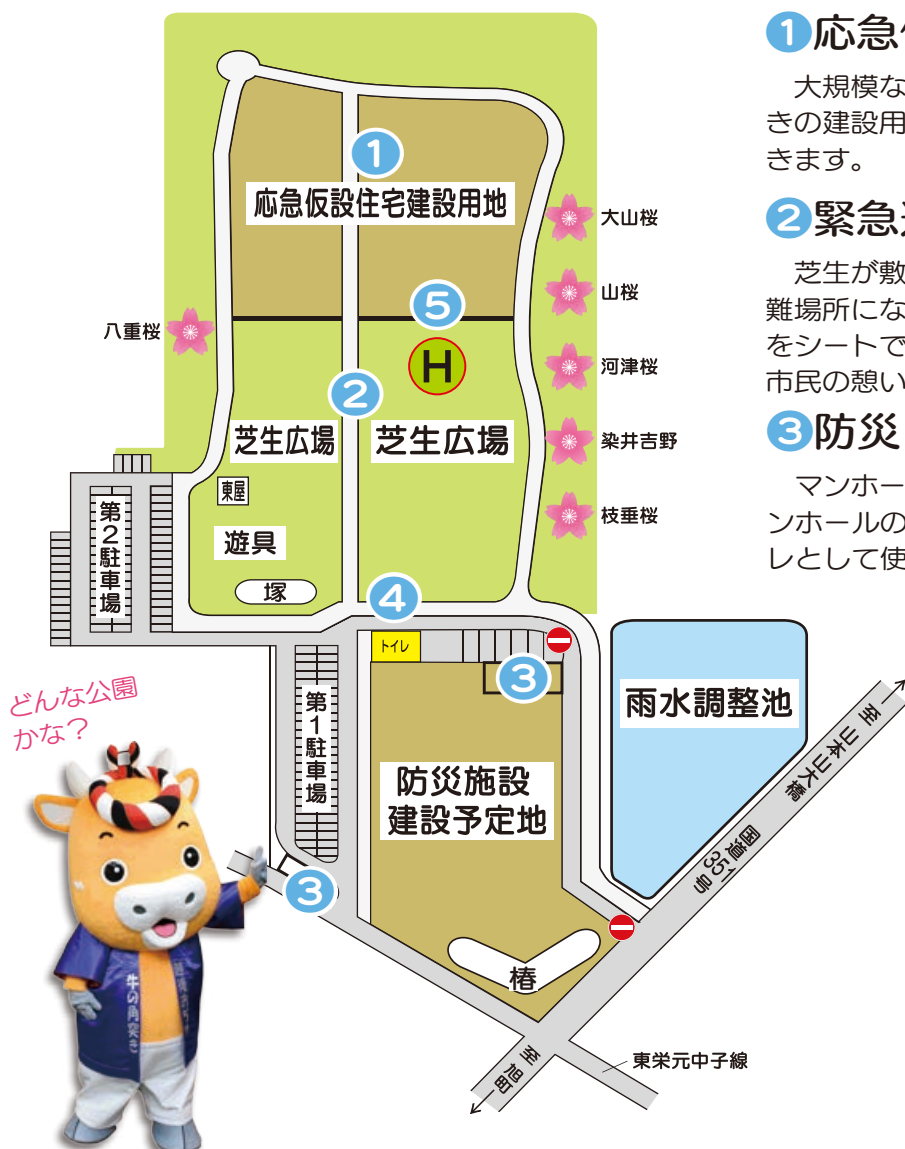 ①
応急仮設住宅建設用地
大山桜
山桜
河津桜
染井吉野
枝垂桜
八重桜
⑤
H
②
芝生広場
芝生広場
東屋
遊具
塚
第2駐車場
④
トイレ
③
第1駐車場
雨水調整池
防災施設
建設予定地
至 山本山大橋
国道351号
③
椿
至 旭町
東栄元中子線
どんな公園
かな?
牛の角突き
①応急
大規模な
きの建設用
きます。
②緊急
芝生が敷
難場所にな
をシートで
市民の憩い
③防災
マンホー
ンホールの
レとして使